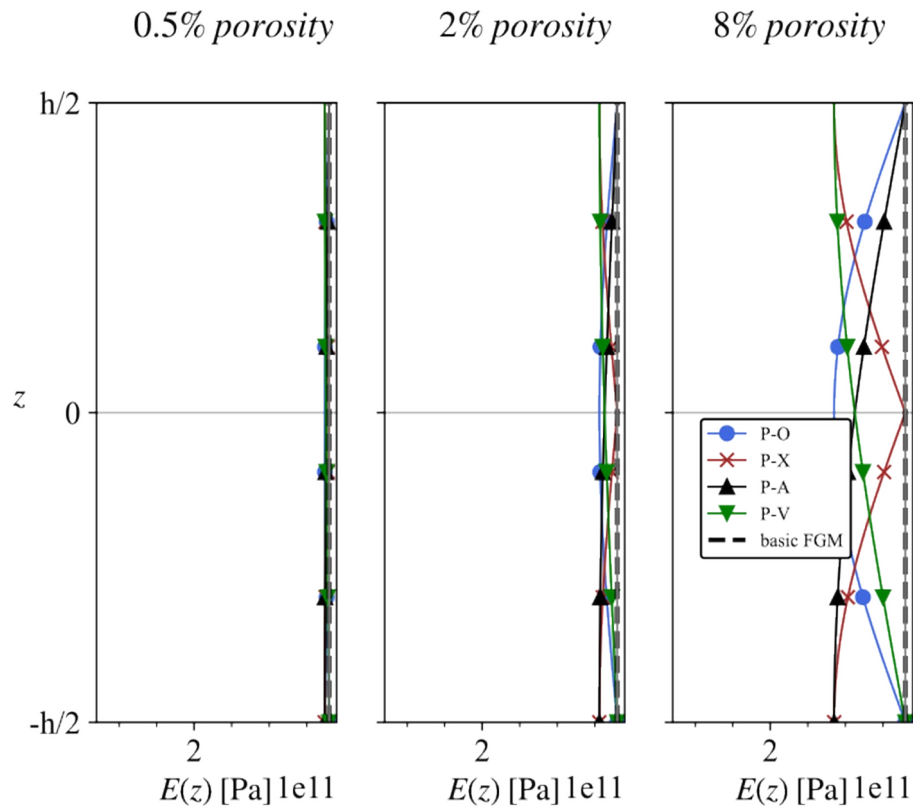 0.5% porosity 2% porosity 8% porosity
h/2
z
0
P-O
P-X
P-A
P-V
basic FGM
-h/2
2 2 2
E(z) [Pa] 1e11 E(z) [Pa] 1e11 E(z) [Pa] 1e11